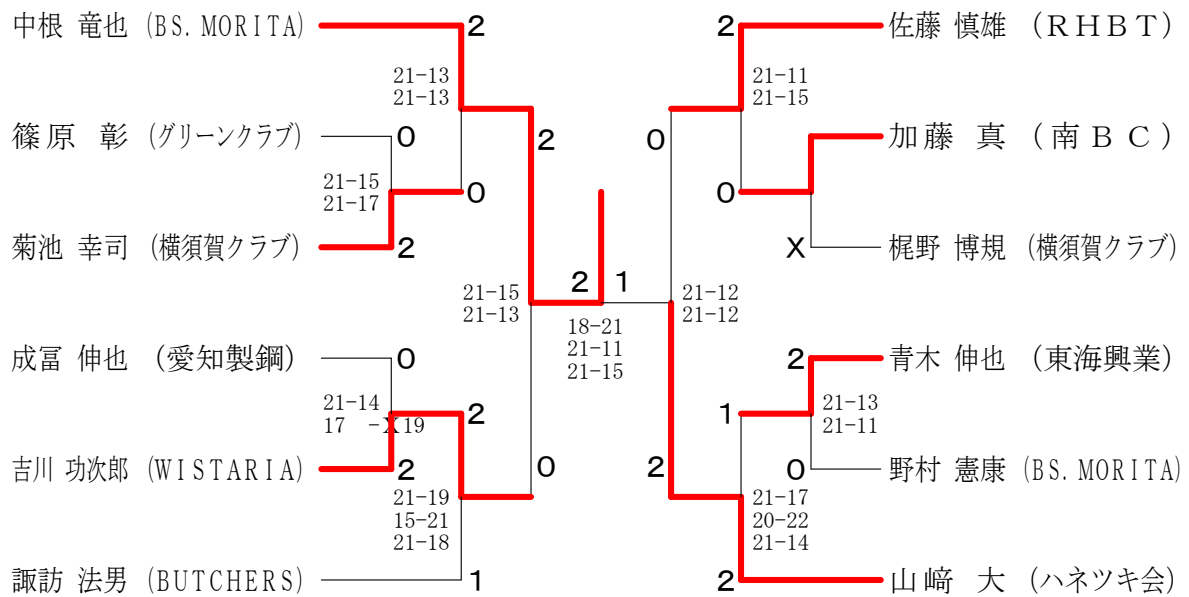 中根 竜也 (BS. MORITA)
2
21-13
21-13
篠原 彰 (グリーンクラブ)
0
2
21-15
21-17
0
菊池 幸司 (横須賀クラブ)
2
21-15
21-13
成冨 伸也 (愛知製鋼)
0
21-14
17 -X19
2
吉川 功次郎 (WISTARIA)
2
0
21-19
15-21
21-18
諏訪 法男 (BUTCHERS)
1
2 1
18-21
21-11
21-15
2
佐藤 慎雄 (RHBT)
21-11
21-15
0
加藤 真 (南BC)
0
X
梶野 博規 (横須賀クラブ)
21-12
21-12
2
青木 伸也 (東海興業)
1
21-13
21-11
2
0
野村 憲康 (BS. MORITA)
21-17
20-22
21-14
2
山﨑 大 (ハネツキ会)